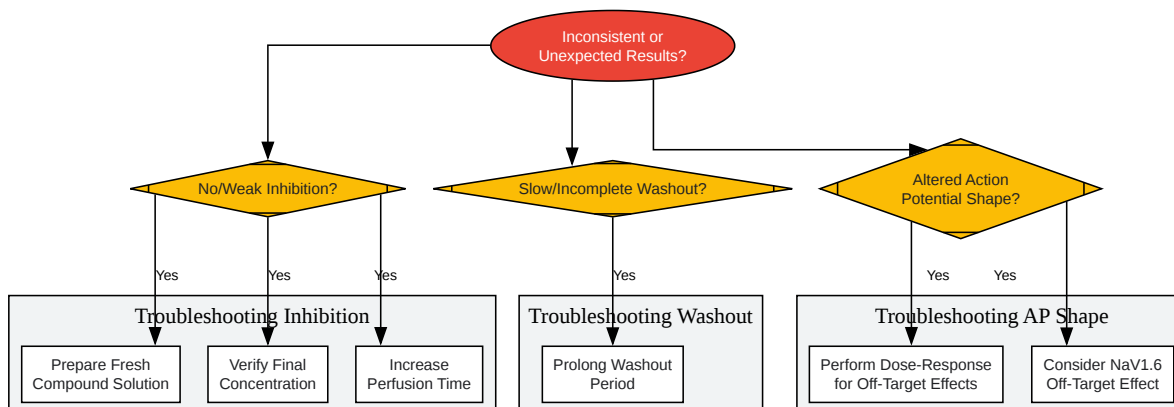 Inconsistent or
Unexpected Results?
No/Weak Inhibition?
Slow/Incomplete Washout?
Altered Action
Potential Shape?
Yes
Yes
Yes
Yes
Yes
Yes
Troubleshooting Inhibition
Troubleshooting Washout
Troubleshooting AP Shape
Prepare Fresh
Compound Solution
Verify Final
Concentration
Increase
Perfusion Time
Prolong Washout
Period
Perform Dose-Response
for Off-Target Effects
Consider NaV1.6
Off-Target Effect